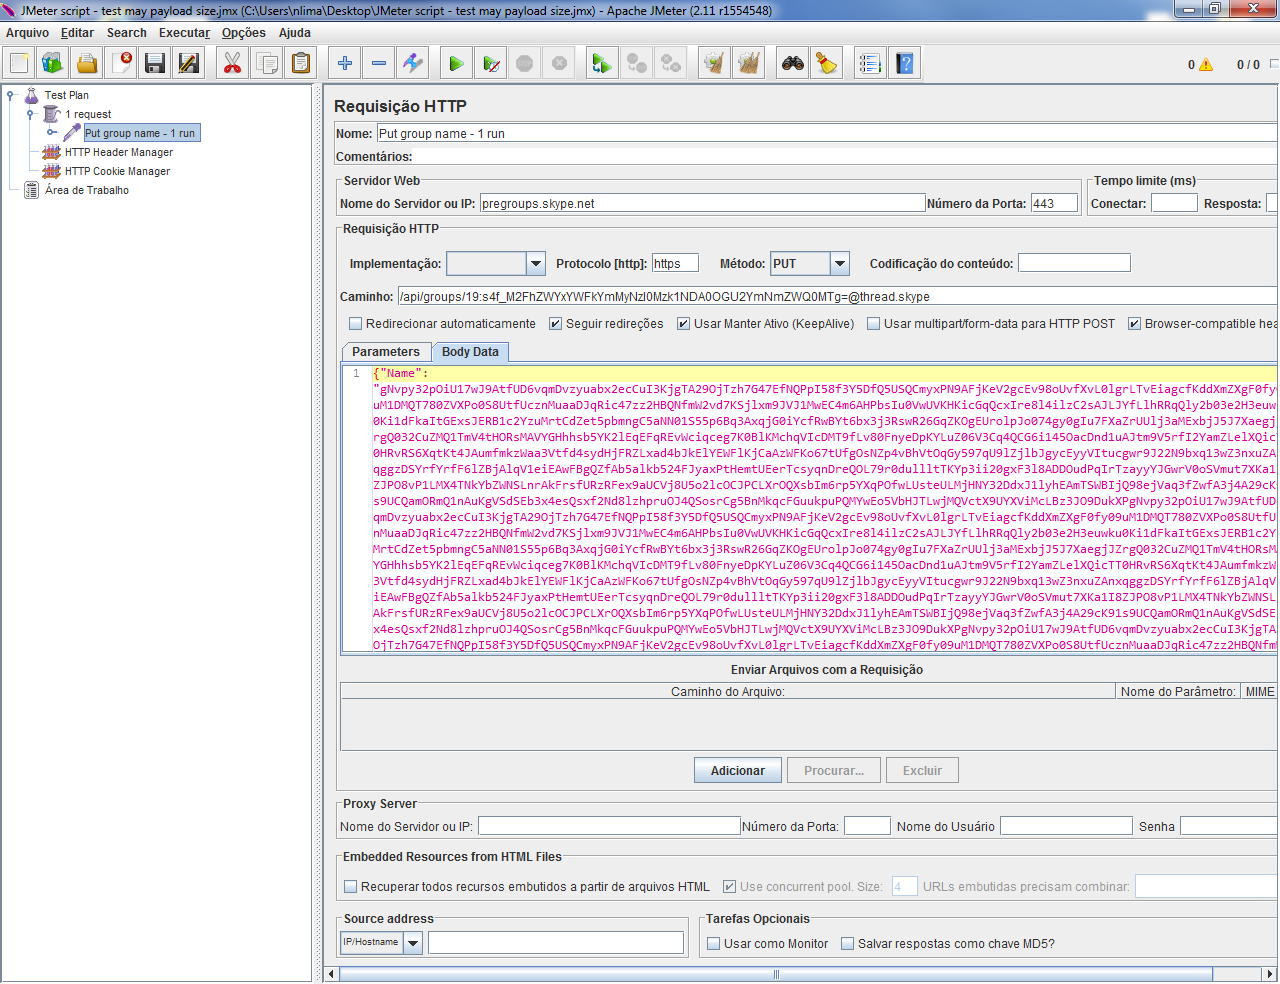 JMeter script - test may payload size.jmx (C:\Users\nlima\Desktop\JMeter script - test may payload size.jmx) - Apache JMeter (2.11 r1554548)
Arquivo Editar Search Executar Opções Ajuda
0 0 / 0
Test Plan
1 request
Put group name - 1 run
HTTP Header Manager
HTTP Cookie Manager
Área de Trabalho
Requisição HTTP
Nome: Put group name - 1 run
Comentários:
Servidor Web
Nome do Servidor ou IP: pregroups.skype.net Número da Porta: 443
Tempo limite (ms)
Conectar: Resposta:
Requisição HTTP
Implementação: Protocolo [http]: https Método: PUT Codificação do conteúdo:
Caminho: /api/groups/19:s4f_M2FhZWYxYWFkYmMyNzI0Mzk1NDA0OGU2YmNmZWQ0MTg=@thread.skype
Redirecionar automaticamente Seguir redireções Usar Manter Ativo (KeepAlive) Usar multipart/form-data para HTTP POST Browser-compatible hea
Parameters Body Data
1 {"Name":
"gNvpy32pOiU17wJ9AtfUD6vqmDvzyuabx2ecCuI3KjgTA29OjTzh7G47EfNQPpI58f3Y5DfQ5USQCmyxPN9AFjKeV2gcEv98oUvfXvL0lgrLTvEiagcfKddXmZXgF0fy
uM1DMQT780ZVXPo0S8UtfUcznMuaaDJqRic47zz2HBQNfmW2vd7KSjlxm9JVJ1MwEC4m6AHPbsIu0VwUVKHKicGqQcxIre8l4ilzC2sAJLJYfLlhRRqQly2b03e2H3euw
0Ki1dFkaItGExsJERB1c2YzuMrtCdZet5pbmngC5aNN01S55p6Bq3AxqjG0iYcfRwBYt6bx3j3RswR26GqZKOgEUrolpJo074gy0gIu7FXaZrUUlj3aMExbjJ5J7Xaegj
rgQ032CuZMQ1TmV4tHORsMAVYGHhhsb5YK2lEqEFqREvWciqceg7K0BlKMchqVIcDMT9fLv80FnyeDpKYLuZ06V3Cq4QCG6i145OacDnd1uAJtm9V5rfI2YamZLelXQic
0HRvRS6XqtKt4JAumfmkzWaa3Vtfd4sydHjFRZLxad4bJkElYEWFlKjCaAzWFKo67tUfgOsNZp4vBhVtOqGy597qU9lZjlbJgycEyyVItucgwr9J22N9bxq13wZ3nxuZA
qggzDSYrfYrfF6lZBjAlqV1eiEAwFBgQZfAb5alkb524FJyaxPtHemtUEerTcsyqnDreQOL79r0dullltTKYp3ii20gxF3l8ADDOudPqIrTzayyYJGwrV0oSVmut7XKa1
ZJPO8vP1LMX4TNkYbZWNSLnrAkFrsfURzRFex9aUCVj8U5o2lcOCJPCLXrOQXsbIm6rp5YXqPOfwLUsteULMjHNY32DdxJ1lyhEAmTSWBIjQ98ejVaq3fZwfA3j4A29cK
s9UCQamORmQ1nAuKgVSdSEb3x4esQsxf2Nd8lzhpruOJ4QSosrCg5BnMkqcFGuukpuPQMYwEo5VbHJTLwjMQVctX9UYXViMcLBz3JO9DukXPgNvpy32pOiU17wJ9AtfUD
qmDvzyuabx2ecCuI3KjgTA29OjTzh7G47EfNQPpI58f3Y5DfQ5USQCmyxPN9AFjKeV2gcEv98oUvfXvL0lgrLTvEiagcfKddXmZXgF0fy09uM1DMQT780ZVXPo0S8UtfU
nMuaaDJqRic47zz2HBQNfmW2vd7KSjlxm9JVJ1MwEC4m6AHPbsIu0VwUVKHKicGqQcxIre8l4ilzC2sAJLJYfLlhRRqQly2b03e2H3euwku0Ki1dFkaItGExsJERB1c2Y
MrtCdZet5pbmngC5aNN01S55p6Bq3AxqjG0iYcfRwBYt6bx3j3RswR26GqZKOgEUrolpJo074gy0gIu7FXaZrUUlj3aMExbjJ5J7XaegjJZrgQ032CuZMQ1TmV4tHORsM
YGHhhsb5YK2lEqEFqREvWciqceg7K0BlKMchqVIcDMT9fLv80FnyeDpKYLuZ06V3Cq4QCG6i145OacDnd1uAJtm9V5rfI2YamZLelXQicTT0HRvRS6XqtKt4JAumfmkzW
3Vtfd4sydHjFRZLxad4bJkElYEWFlKjCaAzWFKo67tUfgOsNZp4vBhVtOqGy597qU9lZjlbJgycEyyVItucgwr9J22N9bxq13wZ3nxuZAnxqggzDSYrfYrfF6lZBjAlqV
iEAwFBgQZfAb5alkb524FJyaxPtHemtUEerTcsyqnDreQOL79r0dullltTKYp3ii20gxF3l8ADDOudPqIrTzayyYJGwrV0oSVmut7XKa1I8ZJPO8vP1LMX4TNkYbZWNSL
AkFrsfURzRFex9aUCVj8U5o2lcOCJPCLXrOQXsbIm6rp5YXqPOfwLUsteULMjHNY32DdxJ1lyhEAmTSWBIjQ98ejVaq3fZwfA3j4A29cK91s9UCQamORmQ1nAuKgVSdSE
x4esQsxf2Nd8lzhpruOJ4QSosrCg5BnMkqcFGuukpuPQMYwEo5VbHJTLwjMQVctX9UYXViMcLBz3JO9DukXPgNvpy32pOiU17wJ9AtfUD6vqmDvzyuabx2ecCuI3KjgTA
OjTzh7G47EfNQPpI58f3Y5DfQ5USQCmyxPN9AFjKeV2gcEv98oUvfXvL0lgrLTvEiagcfKddXmZXgF0fy09uM1DMQT780ZVXPo0S8UtfUcznMuaaDJqRic47zz2HBQNfm
Enviar Arquivos com a Requisição
Caminho do Arquivo: Nome do Parâmetro: MIME
Adicionar Procurar... Excluir
Proxy Server
Nome do Servidor ou IP: Número da Porta: Nome do Usuário Senha
Embedded Resources from HTML Files
Recuperar todos recursos embutidos a partir de arquivos HTML Use concurrent pool. Size: 4 URLs embutidas precisam combinar:
Source address
IP/Hostname
Tarefas Opcionais
Usar como Monitor Salvar respostas como chave MD5?